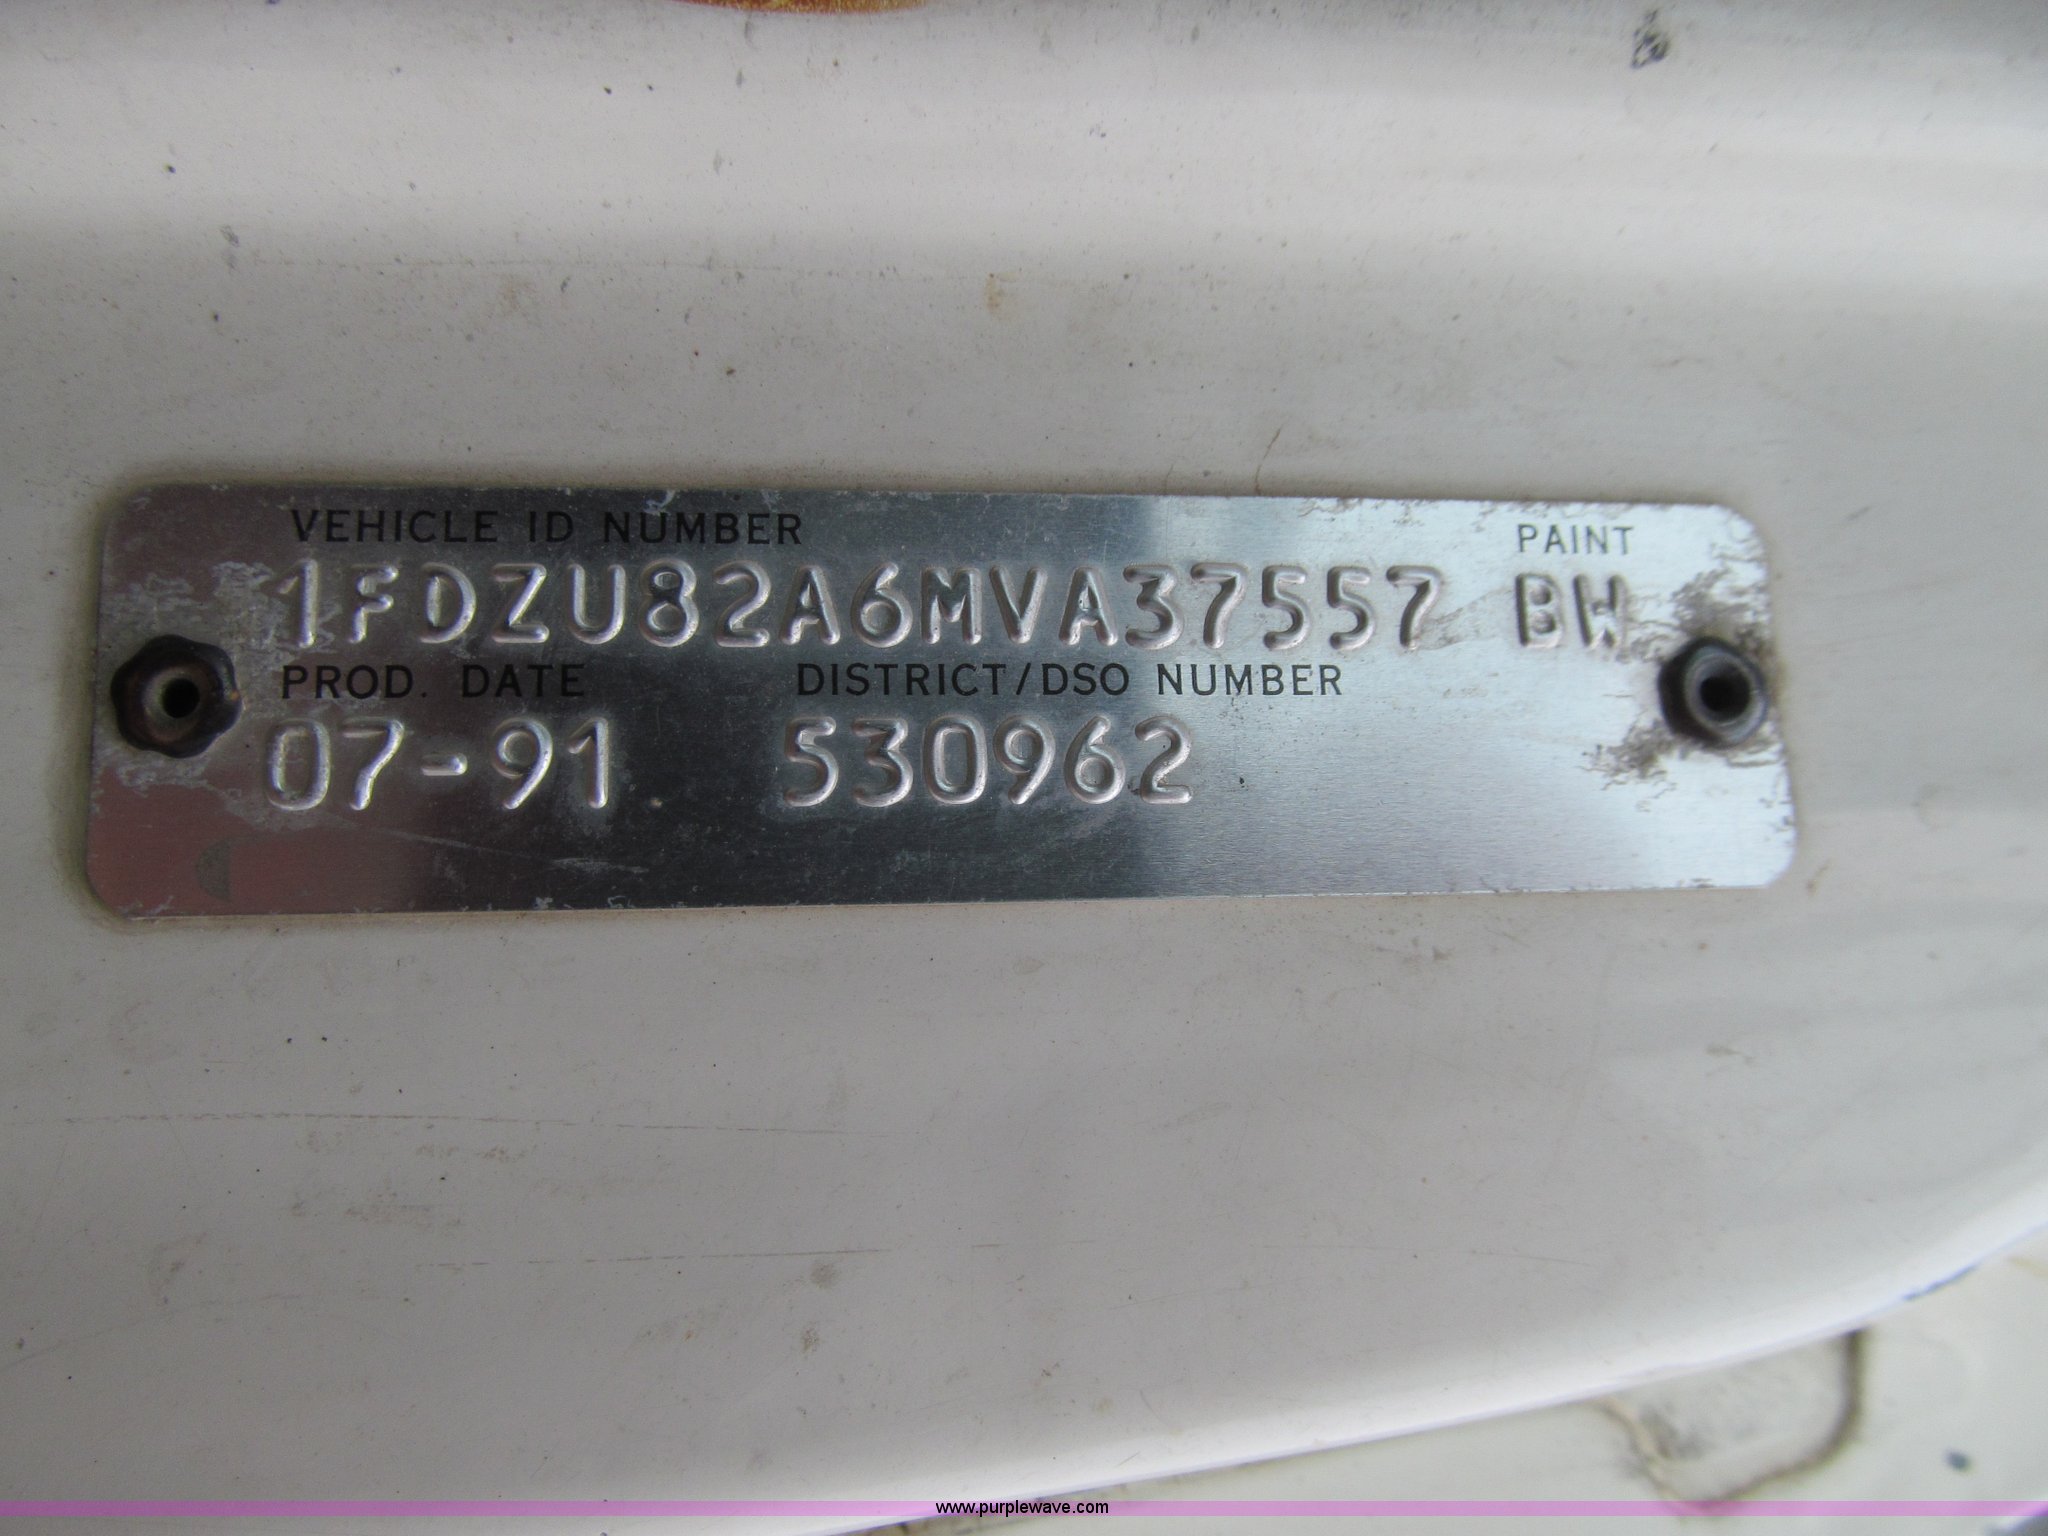 VEHICLE ID NUMBER PAINT
1FDZU82A6MVA37557 BW
PROD. DATE DISTRICT/DSO NUMBER
07-91 530962
www.purplewave.com